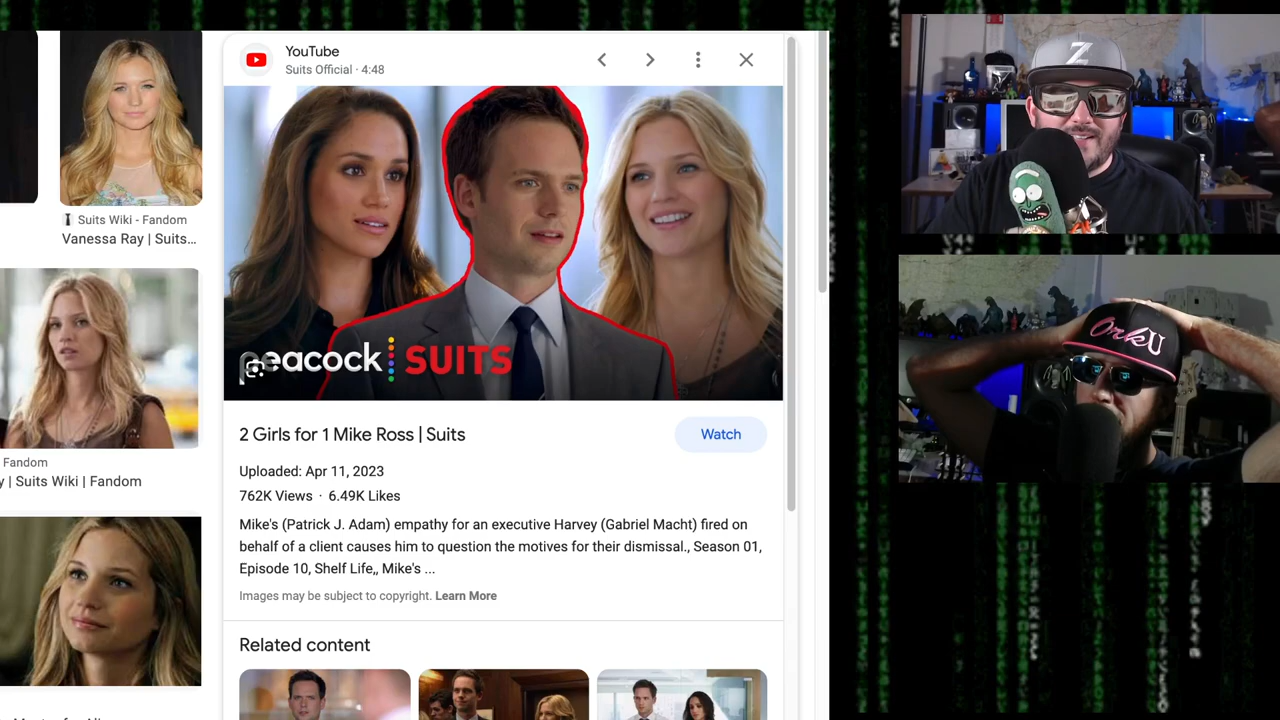 YouTube
Suits Official · 4:48
Suits Wiki - Fandom
Vanessa Ray | Suits...
peacock SUITS
2 Girls for 1 Mike Ross | Suits
Watch
Fandom
Uploaded: Apr 11, 2023
y | Suits Wiki | Fandom
762K Views · 6.49K Likes
Mike's (Patrick J. Adam) empathy for an executive Harvey (Gabriel Macht) fired on
behalf of a client causes him to question the motives for their dismissal., Season 01,
Episode 10, Shelf Life,, Mike's ...
Images may be subject to copyright. Learn More
Related content
Z
OrkU